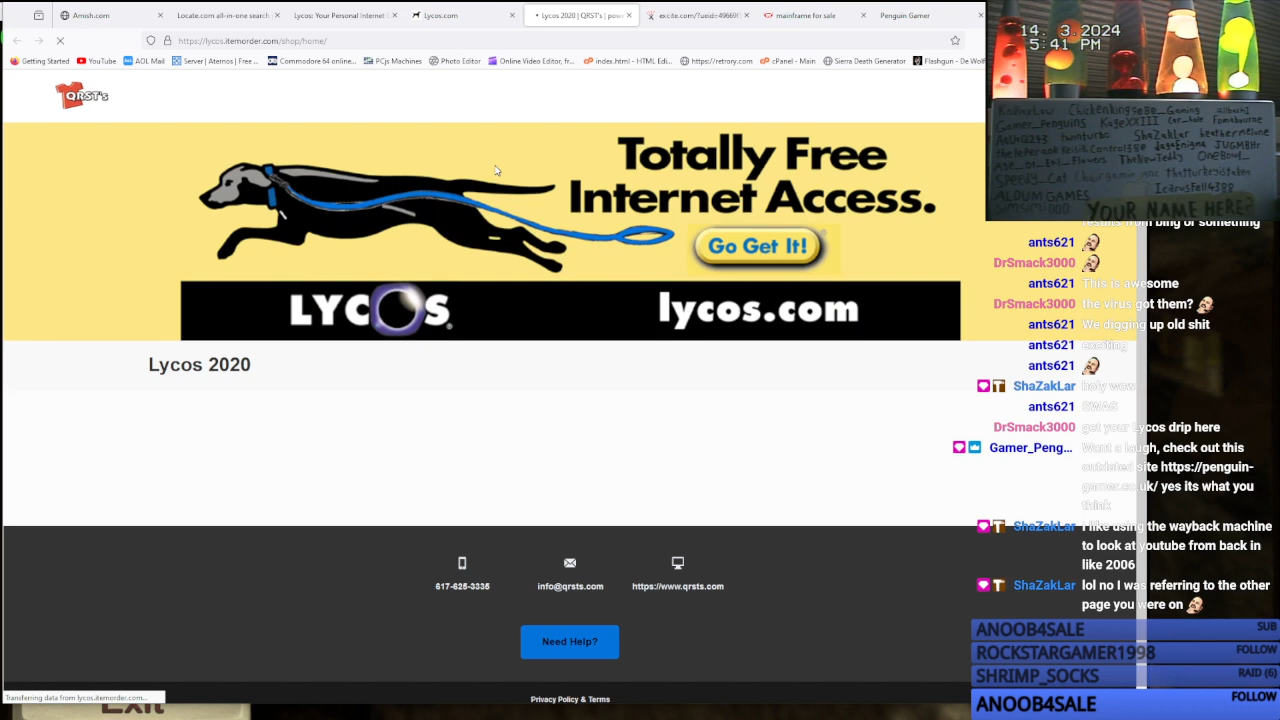 Amish.com
Locate.com all-in-one search
Lycos: Your Personal Internet
Lycos.com
Lycos 2020 | QRST's | pow
excite.com/?ueid=49669f
mainframe for sale
Penguin Gamer
https://lycos.itemorder.com/shop/home/
Getting Started
YouTube
AOL Mail
Server | Aternos | Free ...
Commodore 64 online...
PCjs Machines
Photo Editor
Online Video Editor, fr...
index.html - HTML Edi...
https://retrory.com
cPanel - Main
Sierra Death Generator
Flashgun - De Wolf
14. 3. 2024
5:41 PM
YOUR NAME HERE?
QRST's
Totally Free
Internet Access.
Go Get It!
LYCOS®
lycos.com
Lycos 2020
617-625-3335
info@qrsts.com
https://www.qrsts.com
Need Help?
Privacy Policy & Terms
Transferring data from lycos.itemorder.com...
Exit
results from bing or something
ants621
DrSmack3000
ants621 This is awesome
DrSmack3000 the virus got them?
ants621 We digging up old shit
ants621 exciting
ants621
ShaZakLar holy wow
ants621 SWAG
DrSmack3000 get your Lycos drip here
Gamer_Peng... Want a laugh, check out this
outdated site https://penguin-
gamer.co.uk/ yes its what you
think
ShaZakLar I like using the wayback machine
to look at youtube from back in
like 2006
ShaZakLar lol no I was referring to the other
page you were on
ANOOB4SALE SUB
ROCKSTARGAMER1998 FOLLOW
SHRIMP_SOCKS RAID (6)
ANOOB4SALE FOLLOW